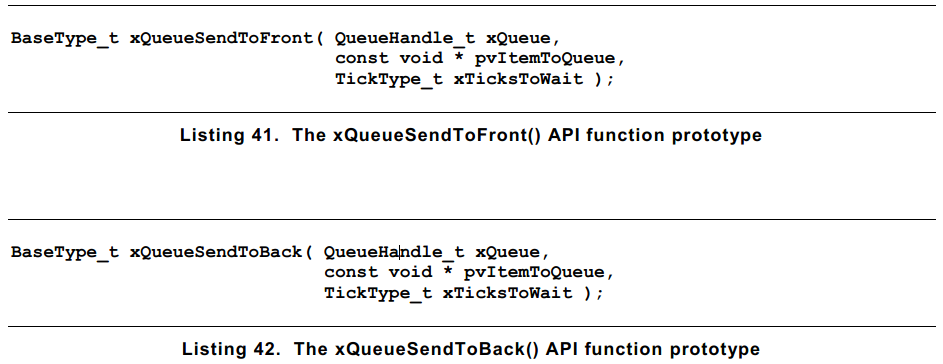 BaseType_t xQueueSendToFront( QueueHandle_t xQueue,
const void * pvItemToQueue,
TickType_t xTicksToWait );
Listing 41. The xQueueSendToFront() API function prototype
BaseType_t xQueueSendToBack( QueueHandle_t xQueue,
const void * pvItemToQueue,
TickType_t xTicksToWait );
Listing 42. The xQueueSendToBack() API function prototype